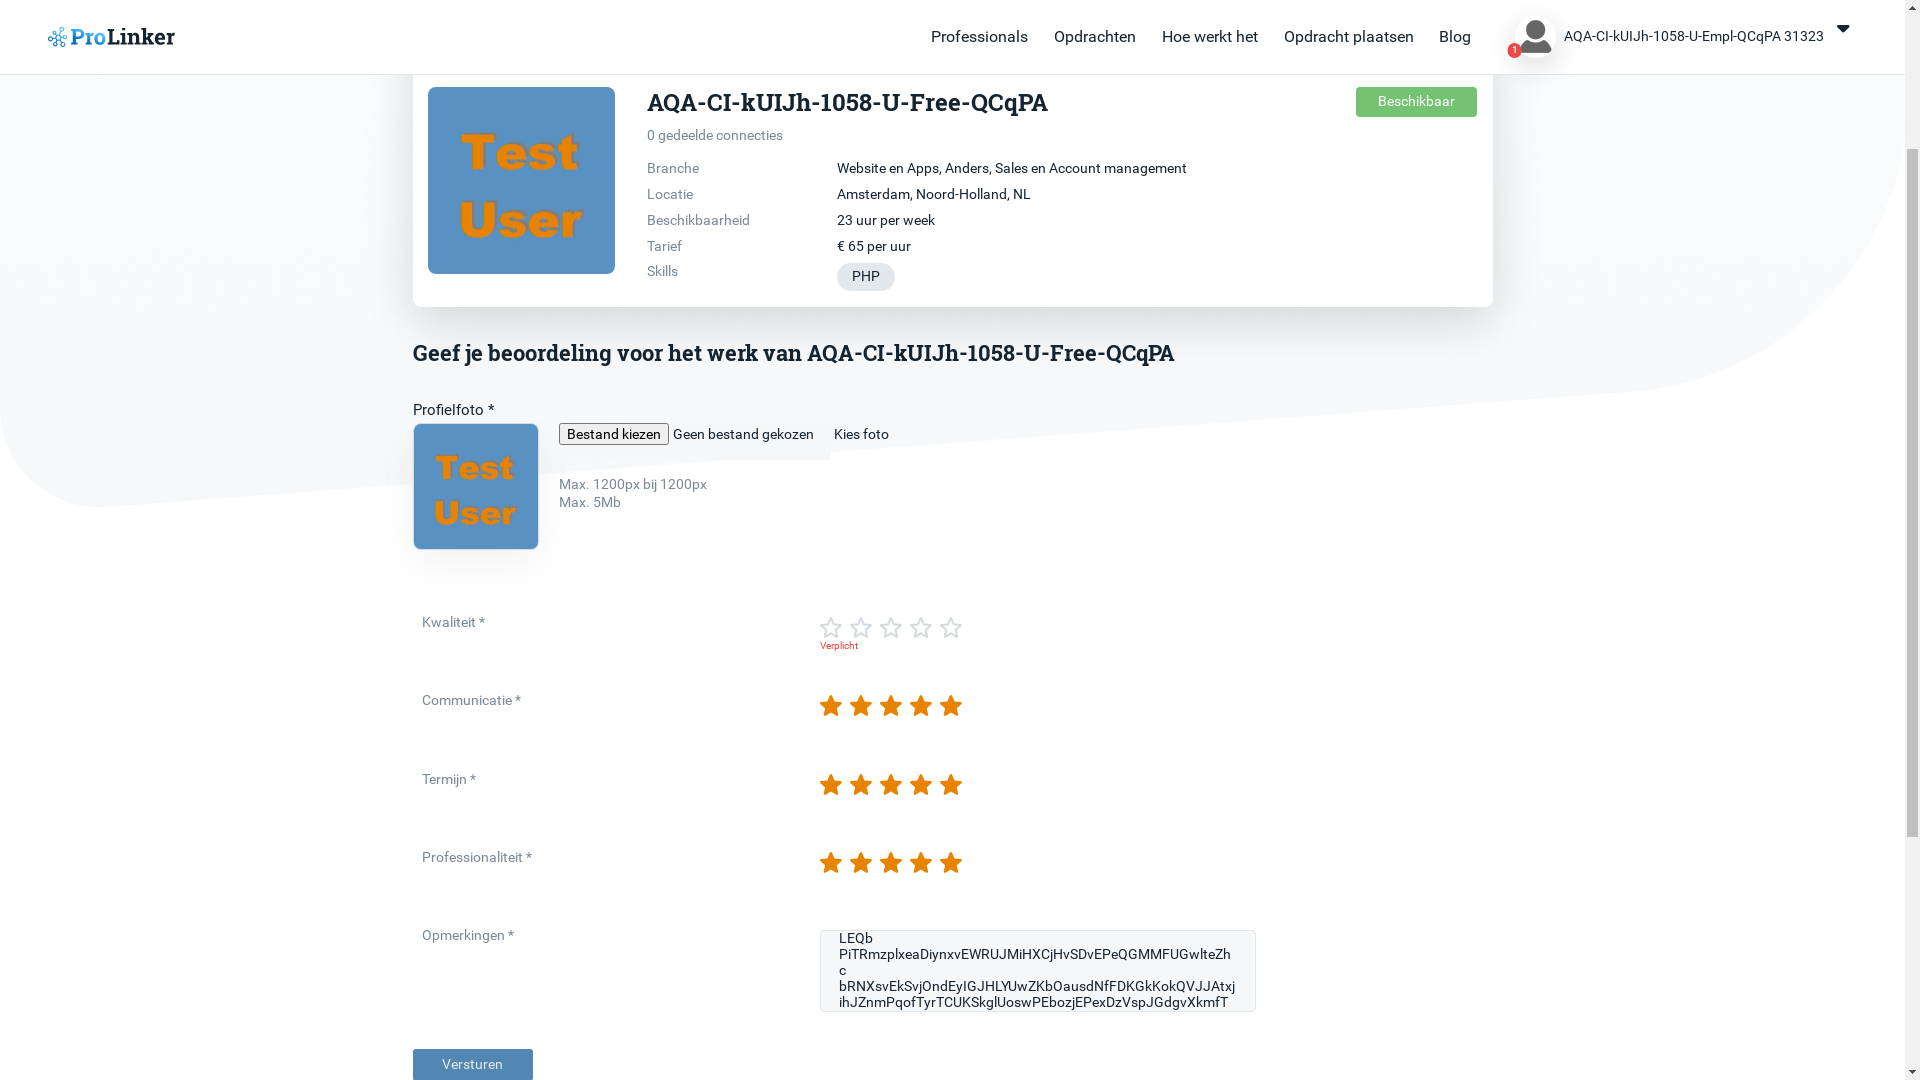 ProLinker
Professionals
Opdrachten
Hoe werkt het
Opdracht plaatsen
Blog
1
AQA-CI-kUIJh-1058-U-Empl-QCqPA 31323
Test
User
AQA-CI-kUIJh-1058-U-Free-QCqPA
Beschikbaar
0 gedeelde connecties
Branche
Website en Apps, Anders, Sales en Account management
Locatie
Amsterdam, Noord-Holland, NL
Beschikbaarheid
23 uur per week
Tarief
€ 65 per uur
Skills
PHP
Geef je beoordeling voor het werk van AQA-CI-kUIJh-1058-U-Free-QCqPA
Profielfoto *
Test
User
Bestand kiezen Geen bestand gekozen
Kies foto
Max. 1200px bij 1200px
Max. 5Mb
Kwaliteit *
Verplicht
Communicatie *
Termijn *
Professionaliteit *
Opmerkingen *
LEQb
PiTRmzplxeaDiynxvEWRUJMiHXCjHvSDvEPeQGMMFUGwlteZh
c
bRNXsvEkSvjOndEyIGJHLYUwZKbOausdNfFDKGkKokQVJJAtxj
ihJZnmPqofTyrTCUKSkglUoswPEbozjEPexDzVspJGdgvXkmfT
Versturen